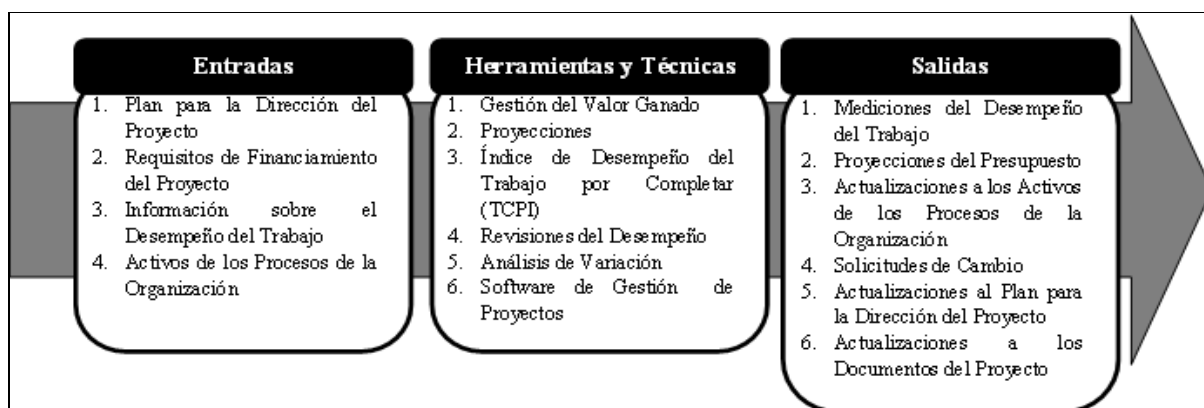 Entradas
1. Plan para la Dirección del
Proyecto
2. Requisitos de Financiamiento
del Proyecto
3. Información sobre el
Desempeño del Trabajo
4. Activos de los Procesos de la
Organización
Herramientas y Técnicas
1. Gestión del Valor Ganado
2. Proyecciones
3. Índice de Desempeño del
Trabajo por Completar
(TCPI)
4. Revisiones del Desempeño
5. Análisis de Variación
6. Software de Gestión de
Proyectos
Salidas
1. Mediciones del Desempeño
del Trabajo
2. Proyecciones del Presupuesto
3. Actualizaciones a los Activos
de los Procesos de la
Organización
4. Solicitudes de Cambio
5. Actualizaciones al Plan para
la Dirección del Proyecto
6. Actualizaciones a los
Documentos del Proyecto